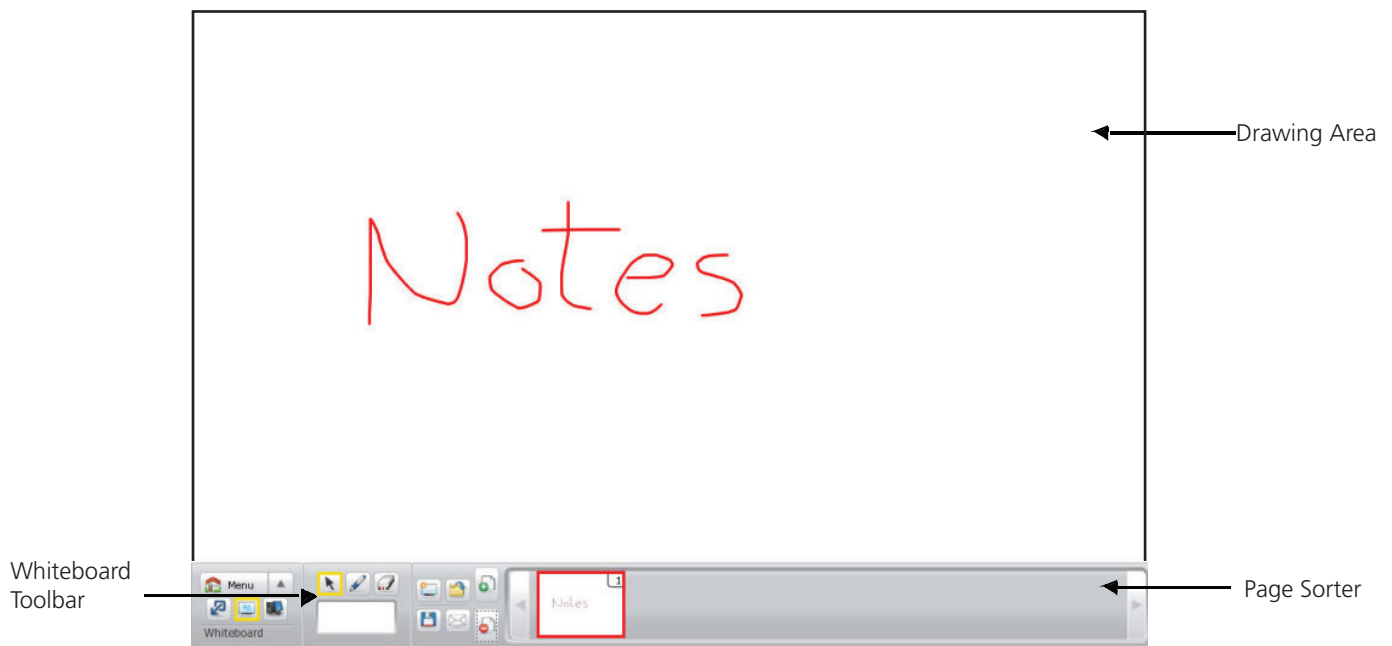 Drawing Area
Notes
Whiteboard
Toolbar
Menu
1
Notes
Page Sorter
Whiteboard